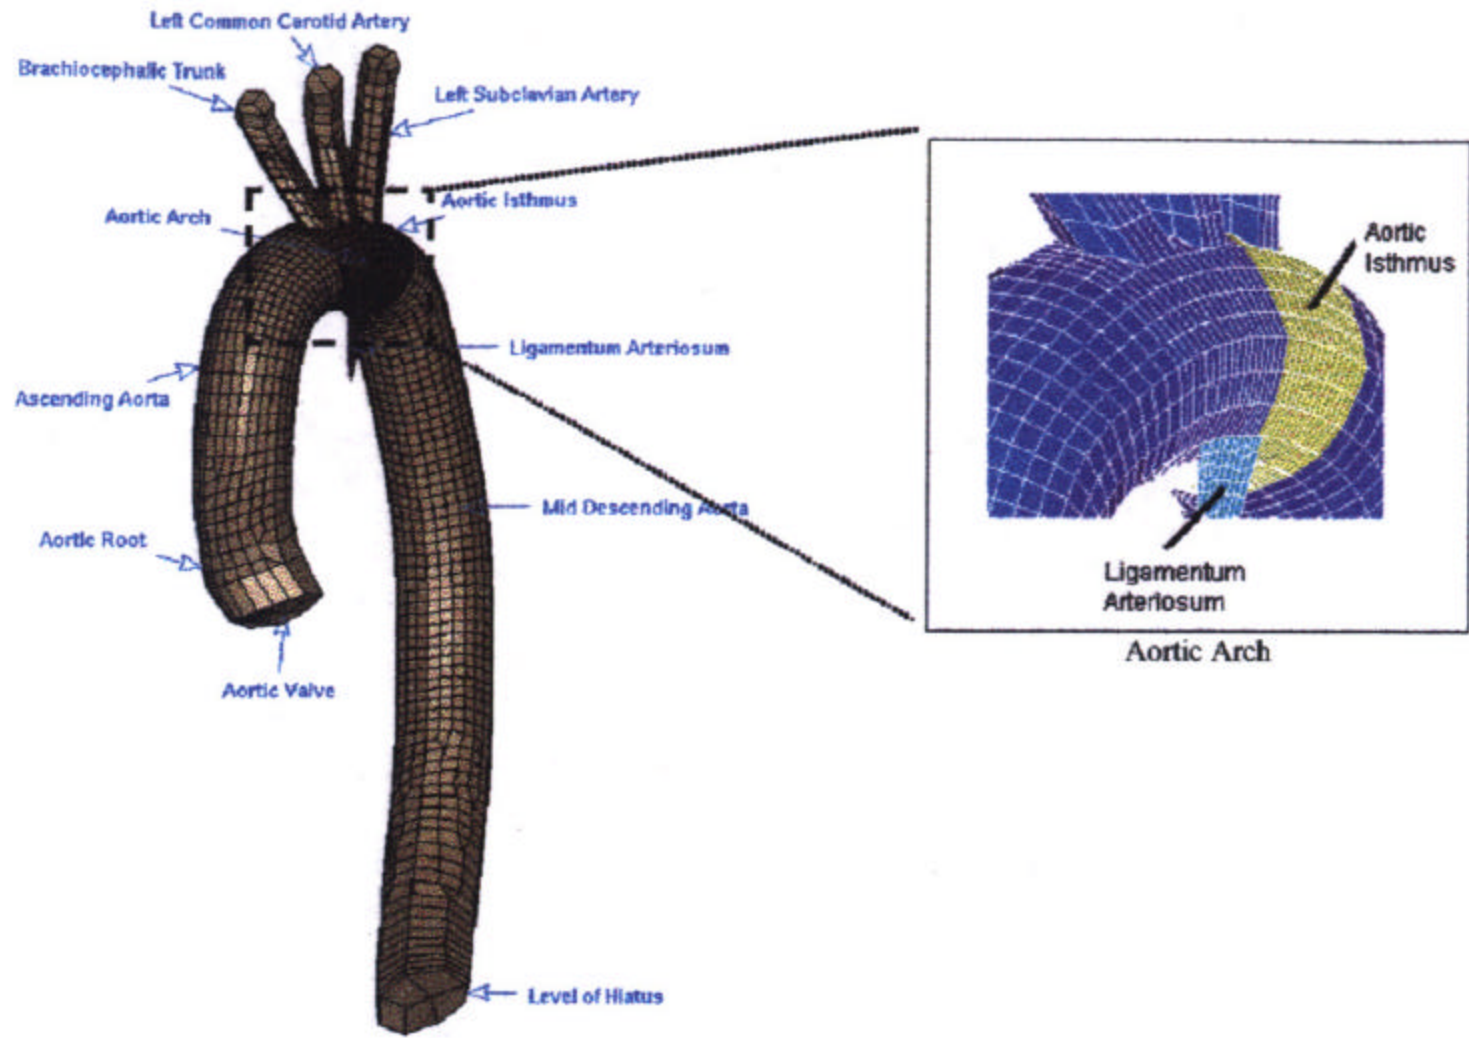 Left Common Carotid Artery
Brachiocephalic Trunk
Left Subclavian Artery
Aortic Isthmus
Aortic Arch
Ligamentum Arteriosum
Ascending Aorta
Mid Descending Aorta
Aortic Root
Aortic Valve
Level of Hiatus
Aortic
Isthmus
Ligamentum
Arteriosum
Aortic Arch